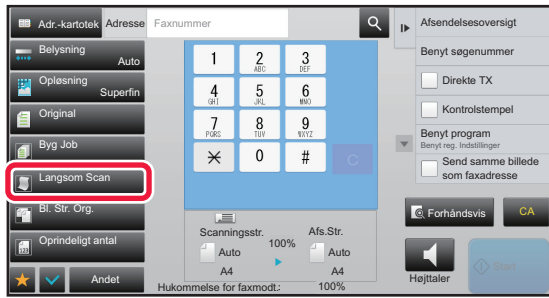 Adr.-kartotek
Adresse
Faxnummer
Belysning
Auto
Opløsning
Superfin
Original
Byg Job
Langsom Scan
Bl. Str. Org.
Oprindeligt antal
Andet
1
2
ABC
3
DEF
4
GHI
5
JKL
6
MNO
7
PQRS
8
TUV
9
WXYZ
0
#
C
Scanningsstr.
Auto
A4
100%
Afs.Str.
Auto
A4
Hukommelse for faxmodt.: 100%
Afsendelsesoversigt
Benyt søgenummer
Direkte TX
Kontrolstempel
Benyt program
Benyt reg. Indstillinger
Send samme billede
som faxadresse
Forhåndsvis
CA
Højttaler
Start